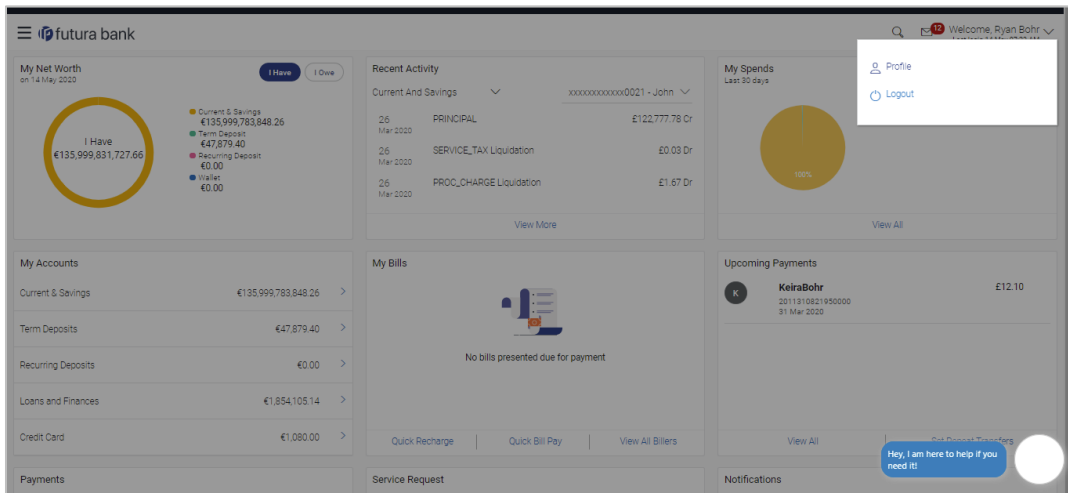 futura bank
12
Welcome, Ryan Bohr
Profile
Logout
My Net Worth
on 14 May 2020
I Have
I Owe
I Have
€135,999,831,727.66
Current & Savings
€135,999,783,848.26
Term Deposit
€47,879.40
Recurring Deposit
€0.00
Wallet
€0.00
Recent Activity
Current And Savings
xxxxxxxxxxxx0021 - John
26 PRINCIPAL £122,777.78 Cr
Mar 2020
26 SERVICE_TAX Liquidation £0.03 Dr
Mar 2020
26 PROC_CHARGE Liquidation £1.67 Dr
Mar 2020
View More
My Spends
Last 30 days
100%
View All
My Accounts
Current & Savings €135,999,783,848.26
Term Deposits €47,879.40
Recurring Deposits €0.00
Loans and Finances €1,854,105.14
Credit Card €1,080.00
My Bills
No bills presented due for payment
Quick Recharge Quick Bill Pay View All Billers
Upcoming Payments
K
KeiraBohr £12.10
2011310821950000
31 Mar 2020
View All
Hey, I am here to help if you
need it!
Payments
Service Request
Notifications